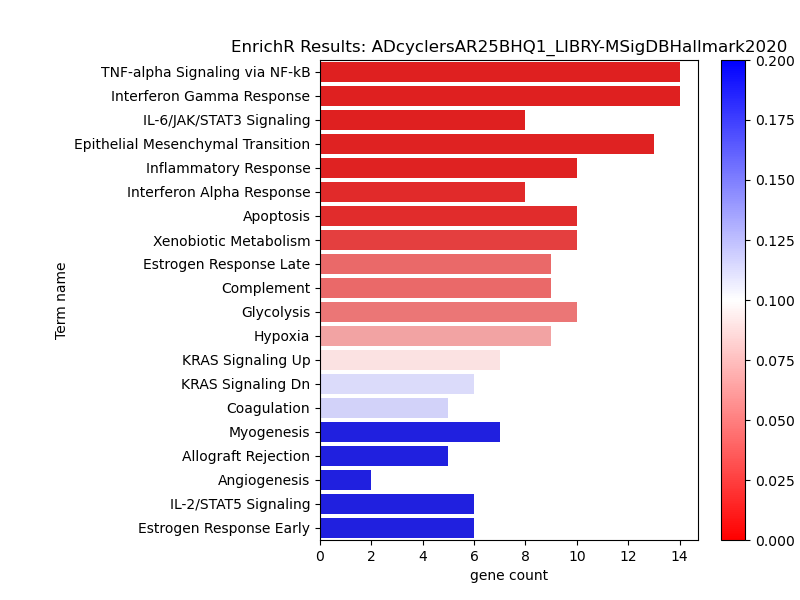 EnrichR Results: ADcyclersAR25BHQ1_LIBRY-MSigDBHallmark2020
Term name
TNF-alpha Signaling via NF-kB
Interferon Gamma Response
IL-6/JAK/STAT3 Signaling
Epithelial Mesenchymal Transition
Inflammatory Response
Interferon Alpha Response
Apoptosis
Xenobiotic Metabolism
Estrogen Response Late
Complement
Glycolysis
Hypoxia
KRAS Signaling Up
KRAS Signaling Dn
Coagulation
Myogenesis
Allograft Rejection
Angiogenesis
IL-2/STAT5 Signaling
Estrogen Response Early
0 2 4 6 8 10 12 14
gene count
0.200
0.175
0.150
0.125
0.100
0.075
0.050
0.025
0.000